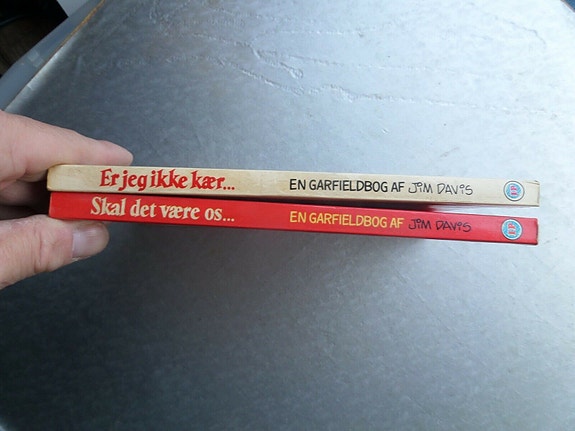 Er jeg ikke kær... EN GARFIELDBOG AF JIM DAVIS
Skal det være os... EN GARFIELDBOG AF JIM DAVIS